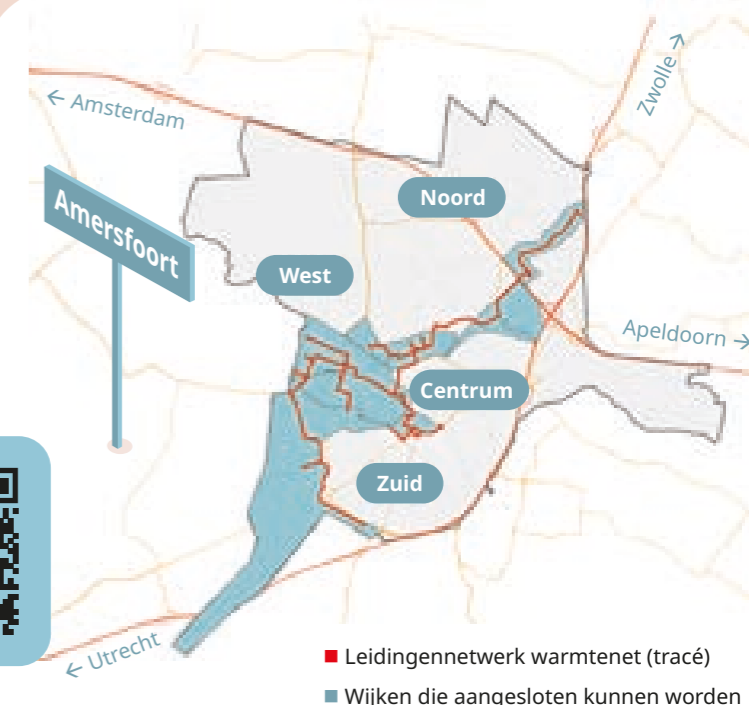 Zwolle →
← Amsterdam
Amersfoort
Noord
West
Apeldoorn →
Centrum
Zuid
← Utrecht
■ Leidingennetwerk warmtenet (tracé)
■ Wijken die aangesloten kunnen worden